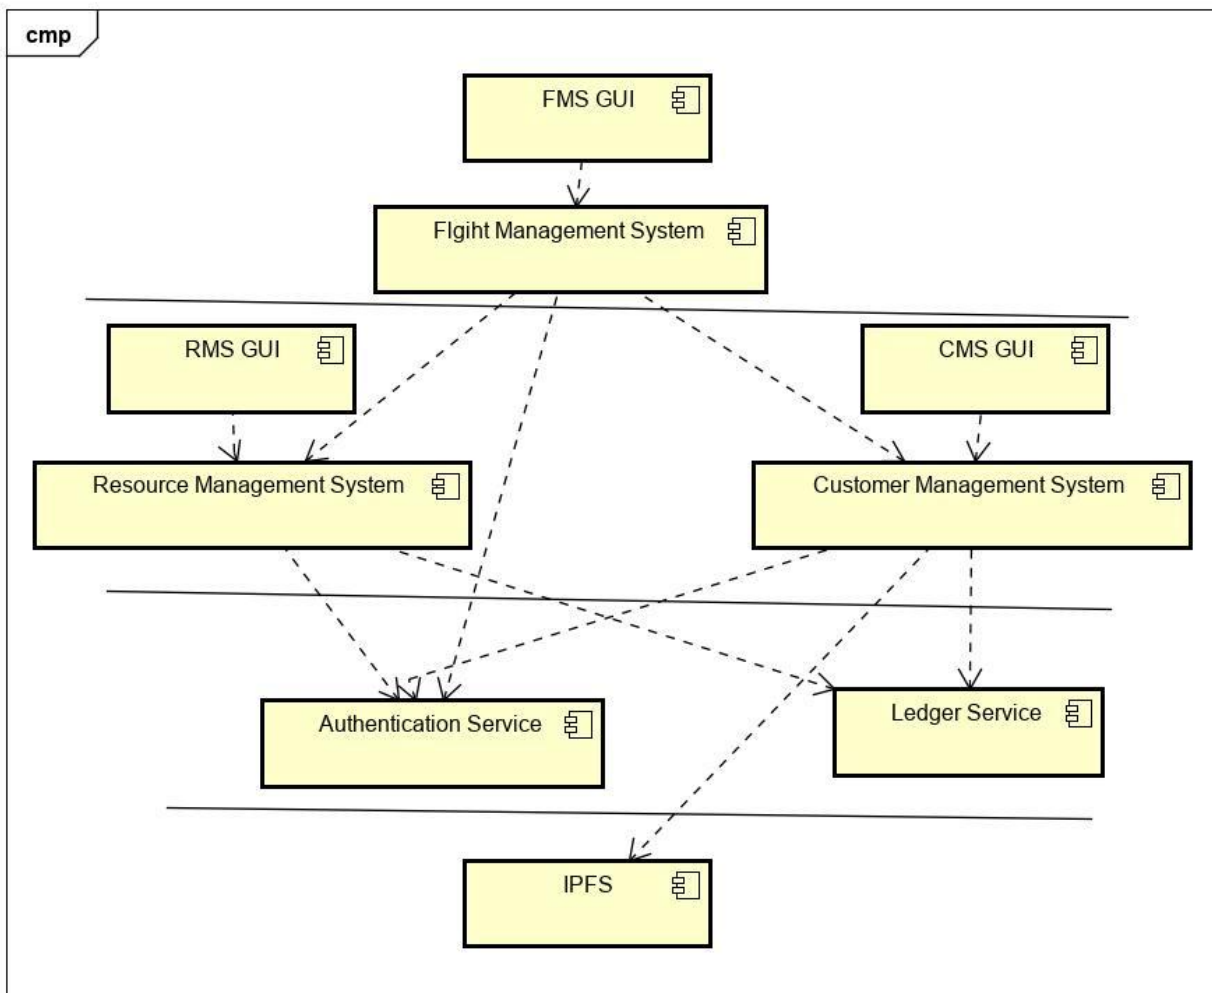 cmp
FMS GUI
Flgiht Management System
RMS GUI
CMS GUI
Resource Management System
Customer Management System
Authentication Service
Ledger Service
IPFS